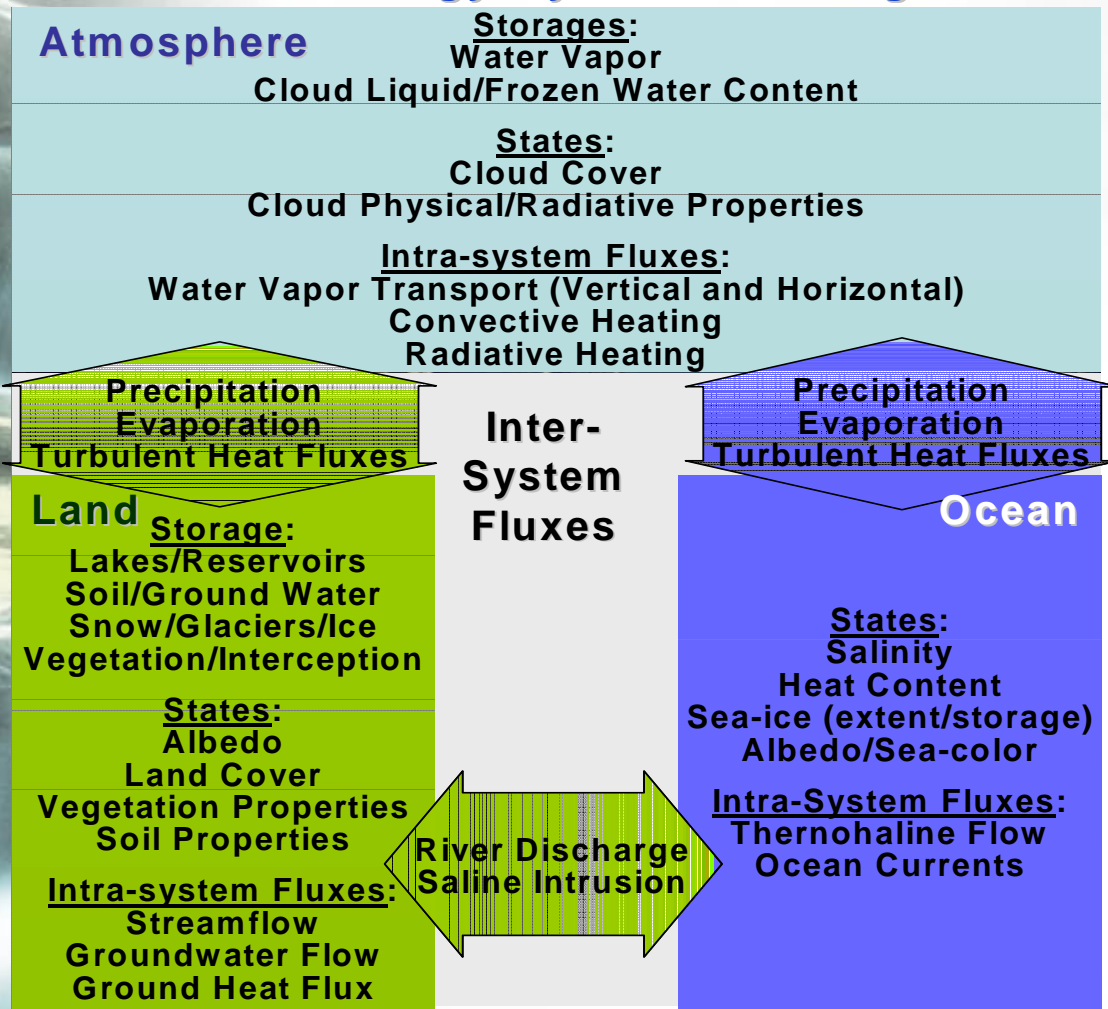 Atmosphere
Storages:
Water Vapor
Cloud Liquid/Frozen Water Content
States:
Cloud Cover
Cloud Physical/Radiative Properties
Intra-system Fluxes:
Water Vapor Transport (Vertical and Horizontal)
Convective Heating
Radiative Heating
Precipitation
Evaporation
Turbulent Heat Fluxes
Inter-
System
Fluxes
Precipitation
Evaporation
Turbulent Heat Fluxes
Land
Storage:
Lakes/Reservoirs
Soil/Ground Water
Snow/Glaciers/Ice
Vegetation/Interception
States:
Albedo
Land Cover
Vegetation Properties
Soil Properties
Intra-system Fluxes:
Streamflow
Groundwater Flow
Ground Heat Flux
River Discharge
Saline Intrusion
Ocean
States:
Salinity
Heat Content
Sea-ice (extent/storage)
Albedo/Sea-color
Intra-System Fluxes:
Thernohaline Flow
Ocean Currents